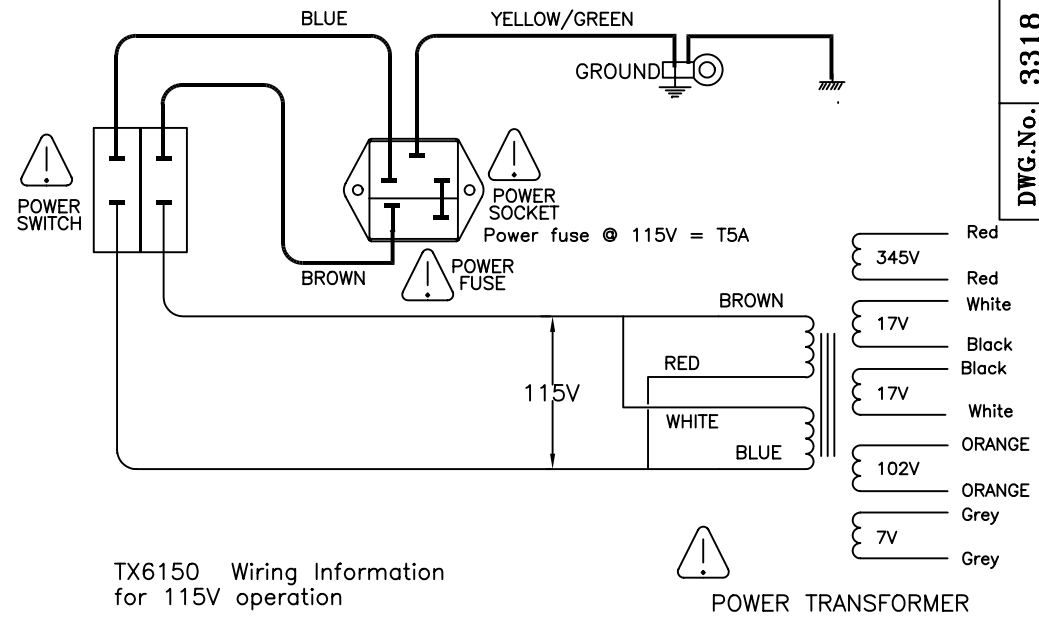 BLUE
YELLOW/GREEN
GROUND
DWG.No. 3318
POWER
SWITCH
POWER
SOCKET
Power fuse @ 115V = T5A
POWER
FUSE
BROWN
BROWN
RED
115V
WHITE
BLUE
Red
345V
Red
White
17V
Black
Black
17V
White
ORANGE
102V
ORANGE
Grey
7V
Grey
TX6150 Wiring Information
for 115V operation
POWER TRANSFORMER